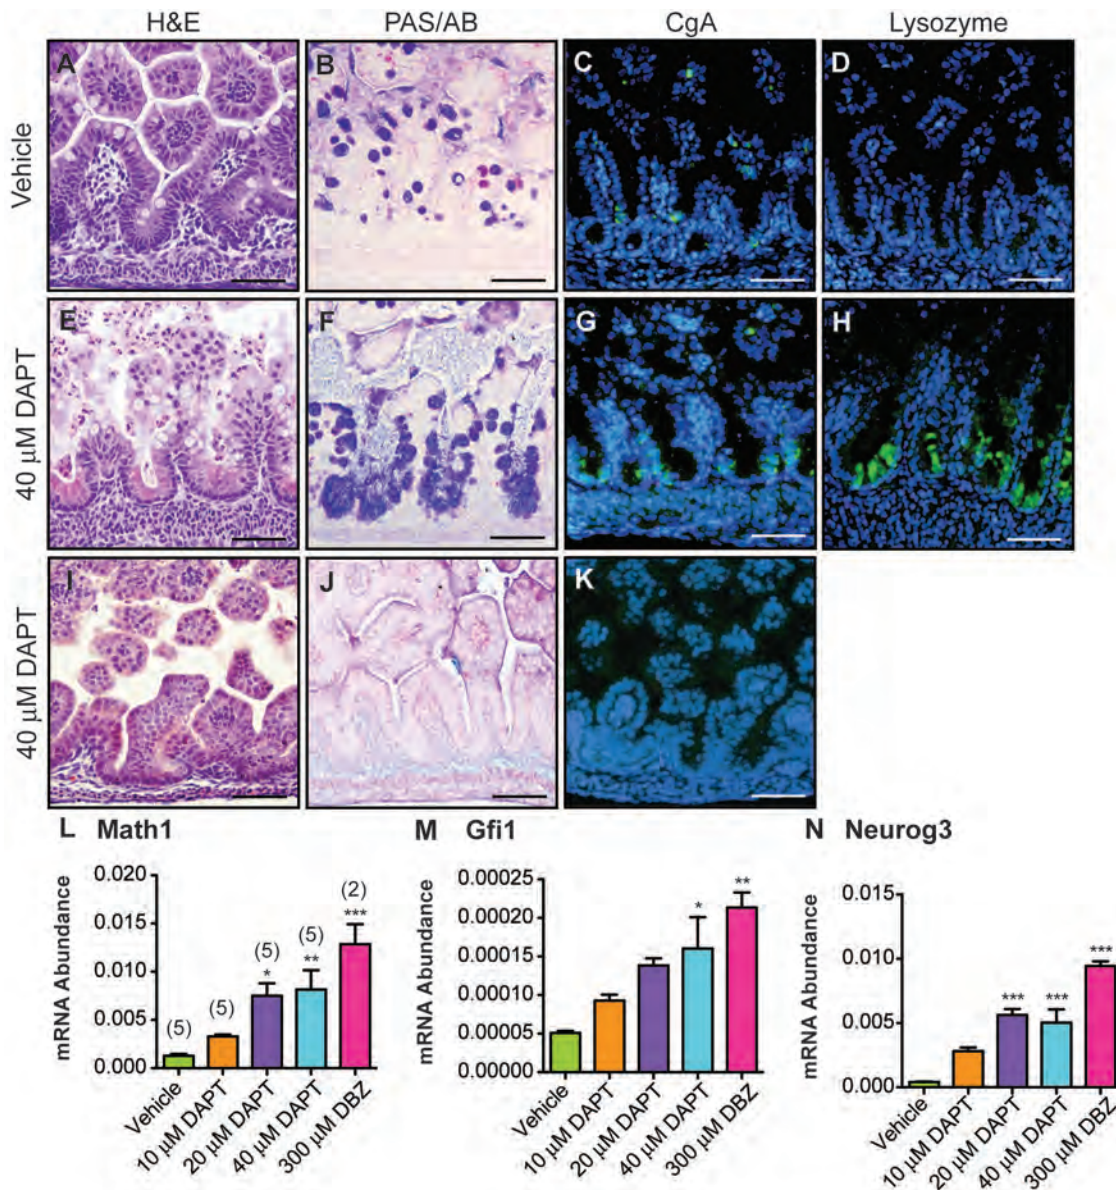 H&E PAS/AB CgA Lysozyme
Vehicle
A B C D
40 µM DAPT
E F G H
40 µM DAPT
I J K
L Math1
M Gfi1
N Neurog3
mRNA Abundance
0.020
0.015
0.010
0.005
0.000
(5)
(5)
(5)
*
(5)
**
(2)
***
Vehicle
10 µM DAPT
20 µM DAPT
40 µM DAPT
300 µM DBZ
mRNA Abundance
0.00025
0.00020
0.00015
0.00010
0.00005
0.00000
*
**
Vehicle
10 µM DAPT
20 µM DAPT
40 µM DAPT
300 µM DBZ
mRNA Abundance
0.015
0.010
0.005
0.000
***
***
***
Vehicle
10 µM DAPT
20 µM DAPT
40 µM DAPT
300 µM DBZ